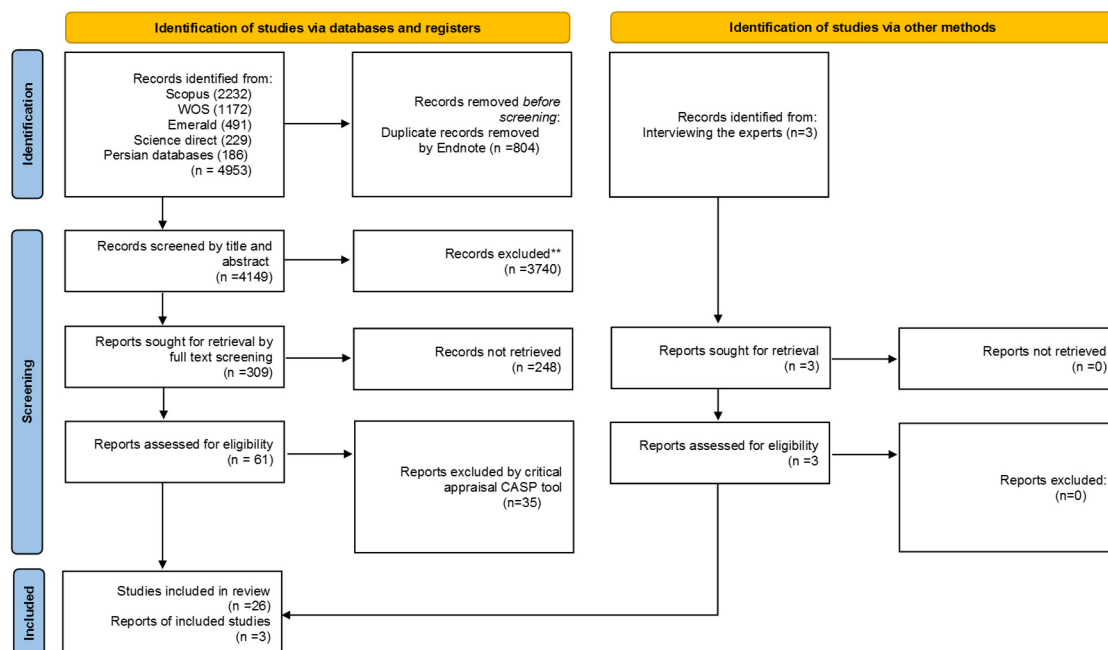 Identification of studies via databases and registers
Identification of studies via other methods
Identification
Records identified from:
Scopus (2232)
WOS (1172)
Emerald (491)
Science direct (229)
Persian databases (186)
(n = 4953)
Records removed before
screening:
Duplicate records removed
by Endnote (n =804)
Records identified from:
Interviewing the experts (n=3)
Screening
Records screened by title and
abstract
(n =4149)
Records excluded**
(n =3740)
Reports sought for retrieval by
full text screening
(n =309)
Records not retrieved
(n =248)
Reports sought for retrieval
(n =3)
Reports not retrieved
(n =0)
Reports assessed for eligibility
(n = 61)
Reports excluded by critical
appraisal CASP tool
(n=35)
Reports assessed for eligibility
(n =3
Reports excluded:
(n=0)
Included
Studies included in review
(n =26)
Reports of included studies
(n =3)